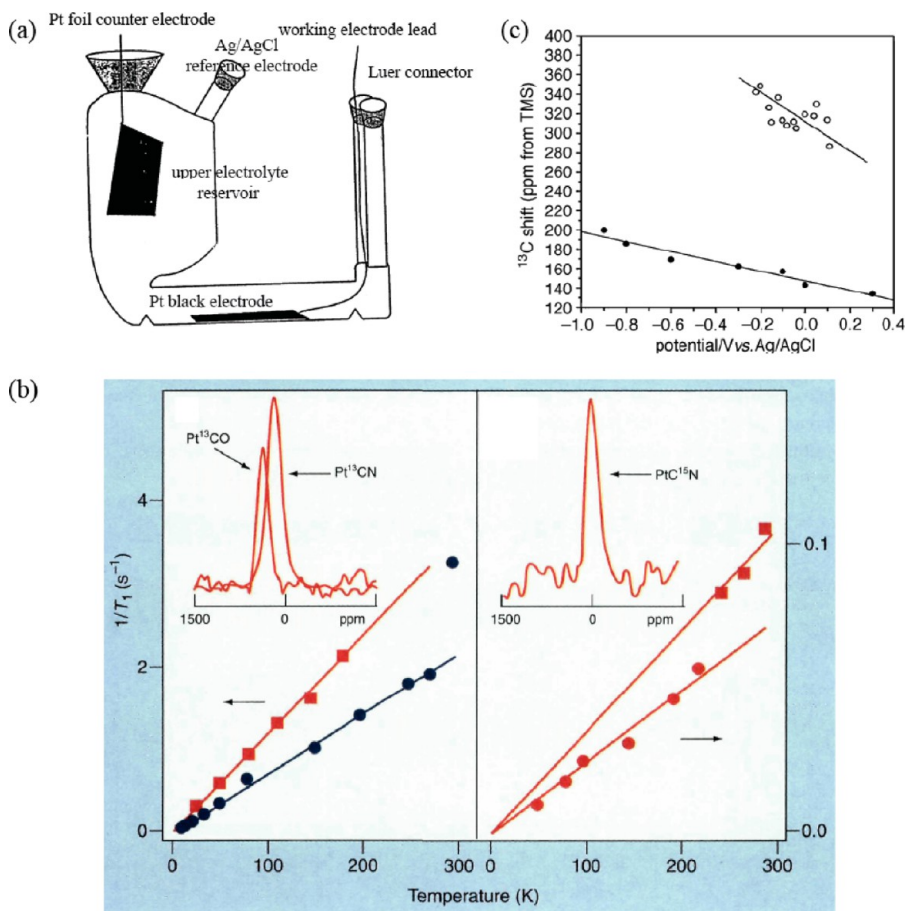 (a)
Pt foil counter electrode
Ag/AgCl
reference electrode
working electrode lead
Luer connector
upper electrolyte
reservoir
Pt black electrode
(c)
400
380
360
340
320
300
280
260
240
220
200
180
160
140
120
¹³C shift (ppm from TMS)
−1.0 −0.8 −0.6 −0.4 −0.2 0.0 0.2 0.4
potential/V vs. Ag/AgCl
(b)
Pt¹³CO
Pt¹³CN
1500 0 ppm
4
2
0
1/T₁ (s⁻¹)
0 100 200 300
PtC¹⁵N
1500 0 ppm
0.1
0.0
0 100 200 300
Temperature (K)